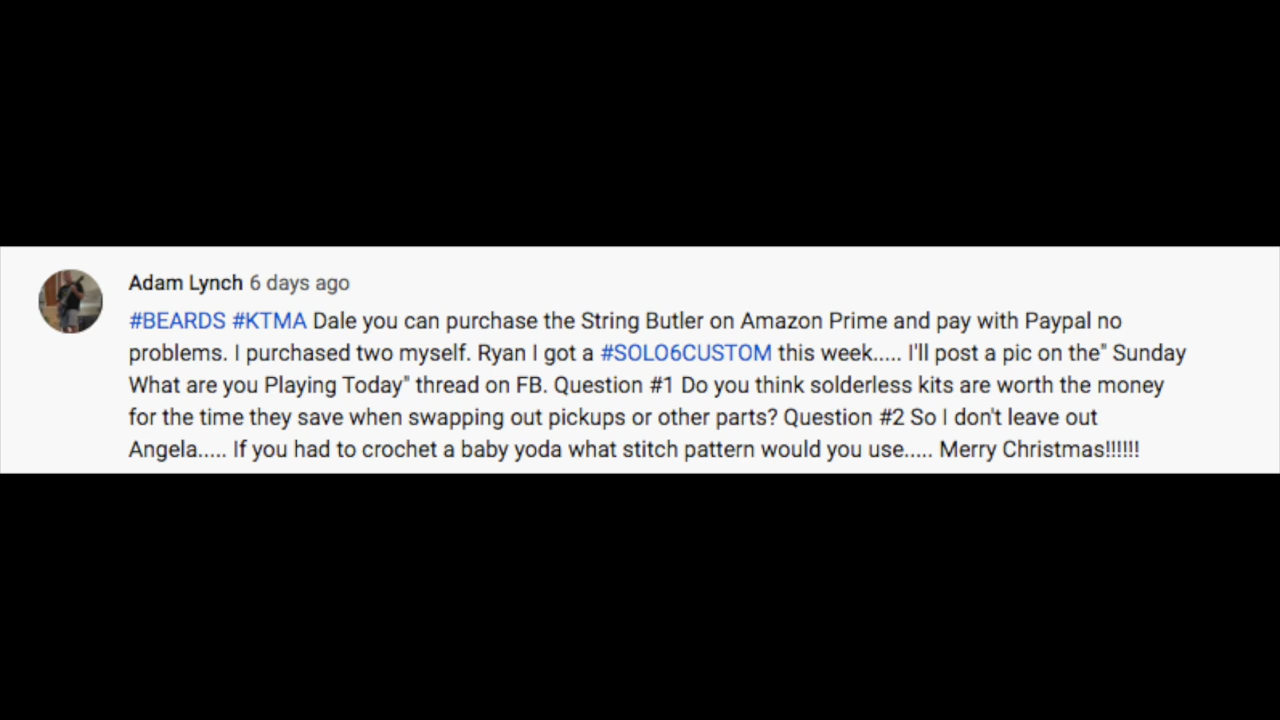 Adam Lynch 6 days ago
#BEARDS #KTMA Dale you can purchase the String Butler on Amazon Prime and pay with Paypal no
problems. I purchased two myself. Ryan I got a #SOLO6CUSTOM this week..... I'll post a pic on the" Sunday
What are you Playing Today" thread on FB. Question #1 Do you think solderless kits are worth the money
for the time they save when swapping out pickups or other parts? Question #2 So I don't leave out
Angela..... If you had to crochet a baby yoda what stitch pattern would you use..... Merry Christmas!!!!!!